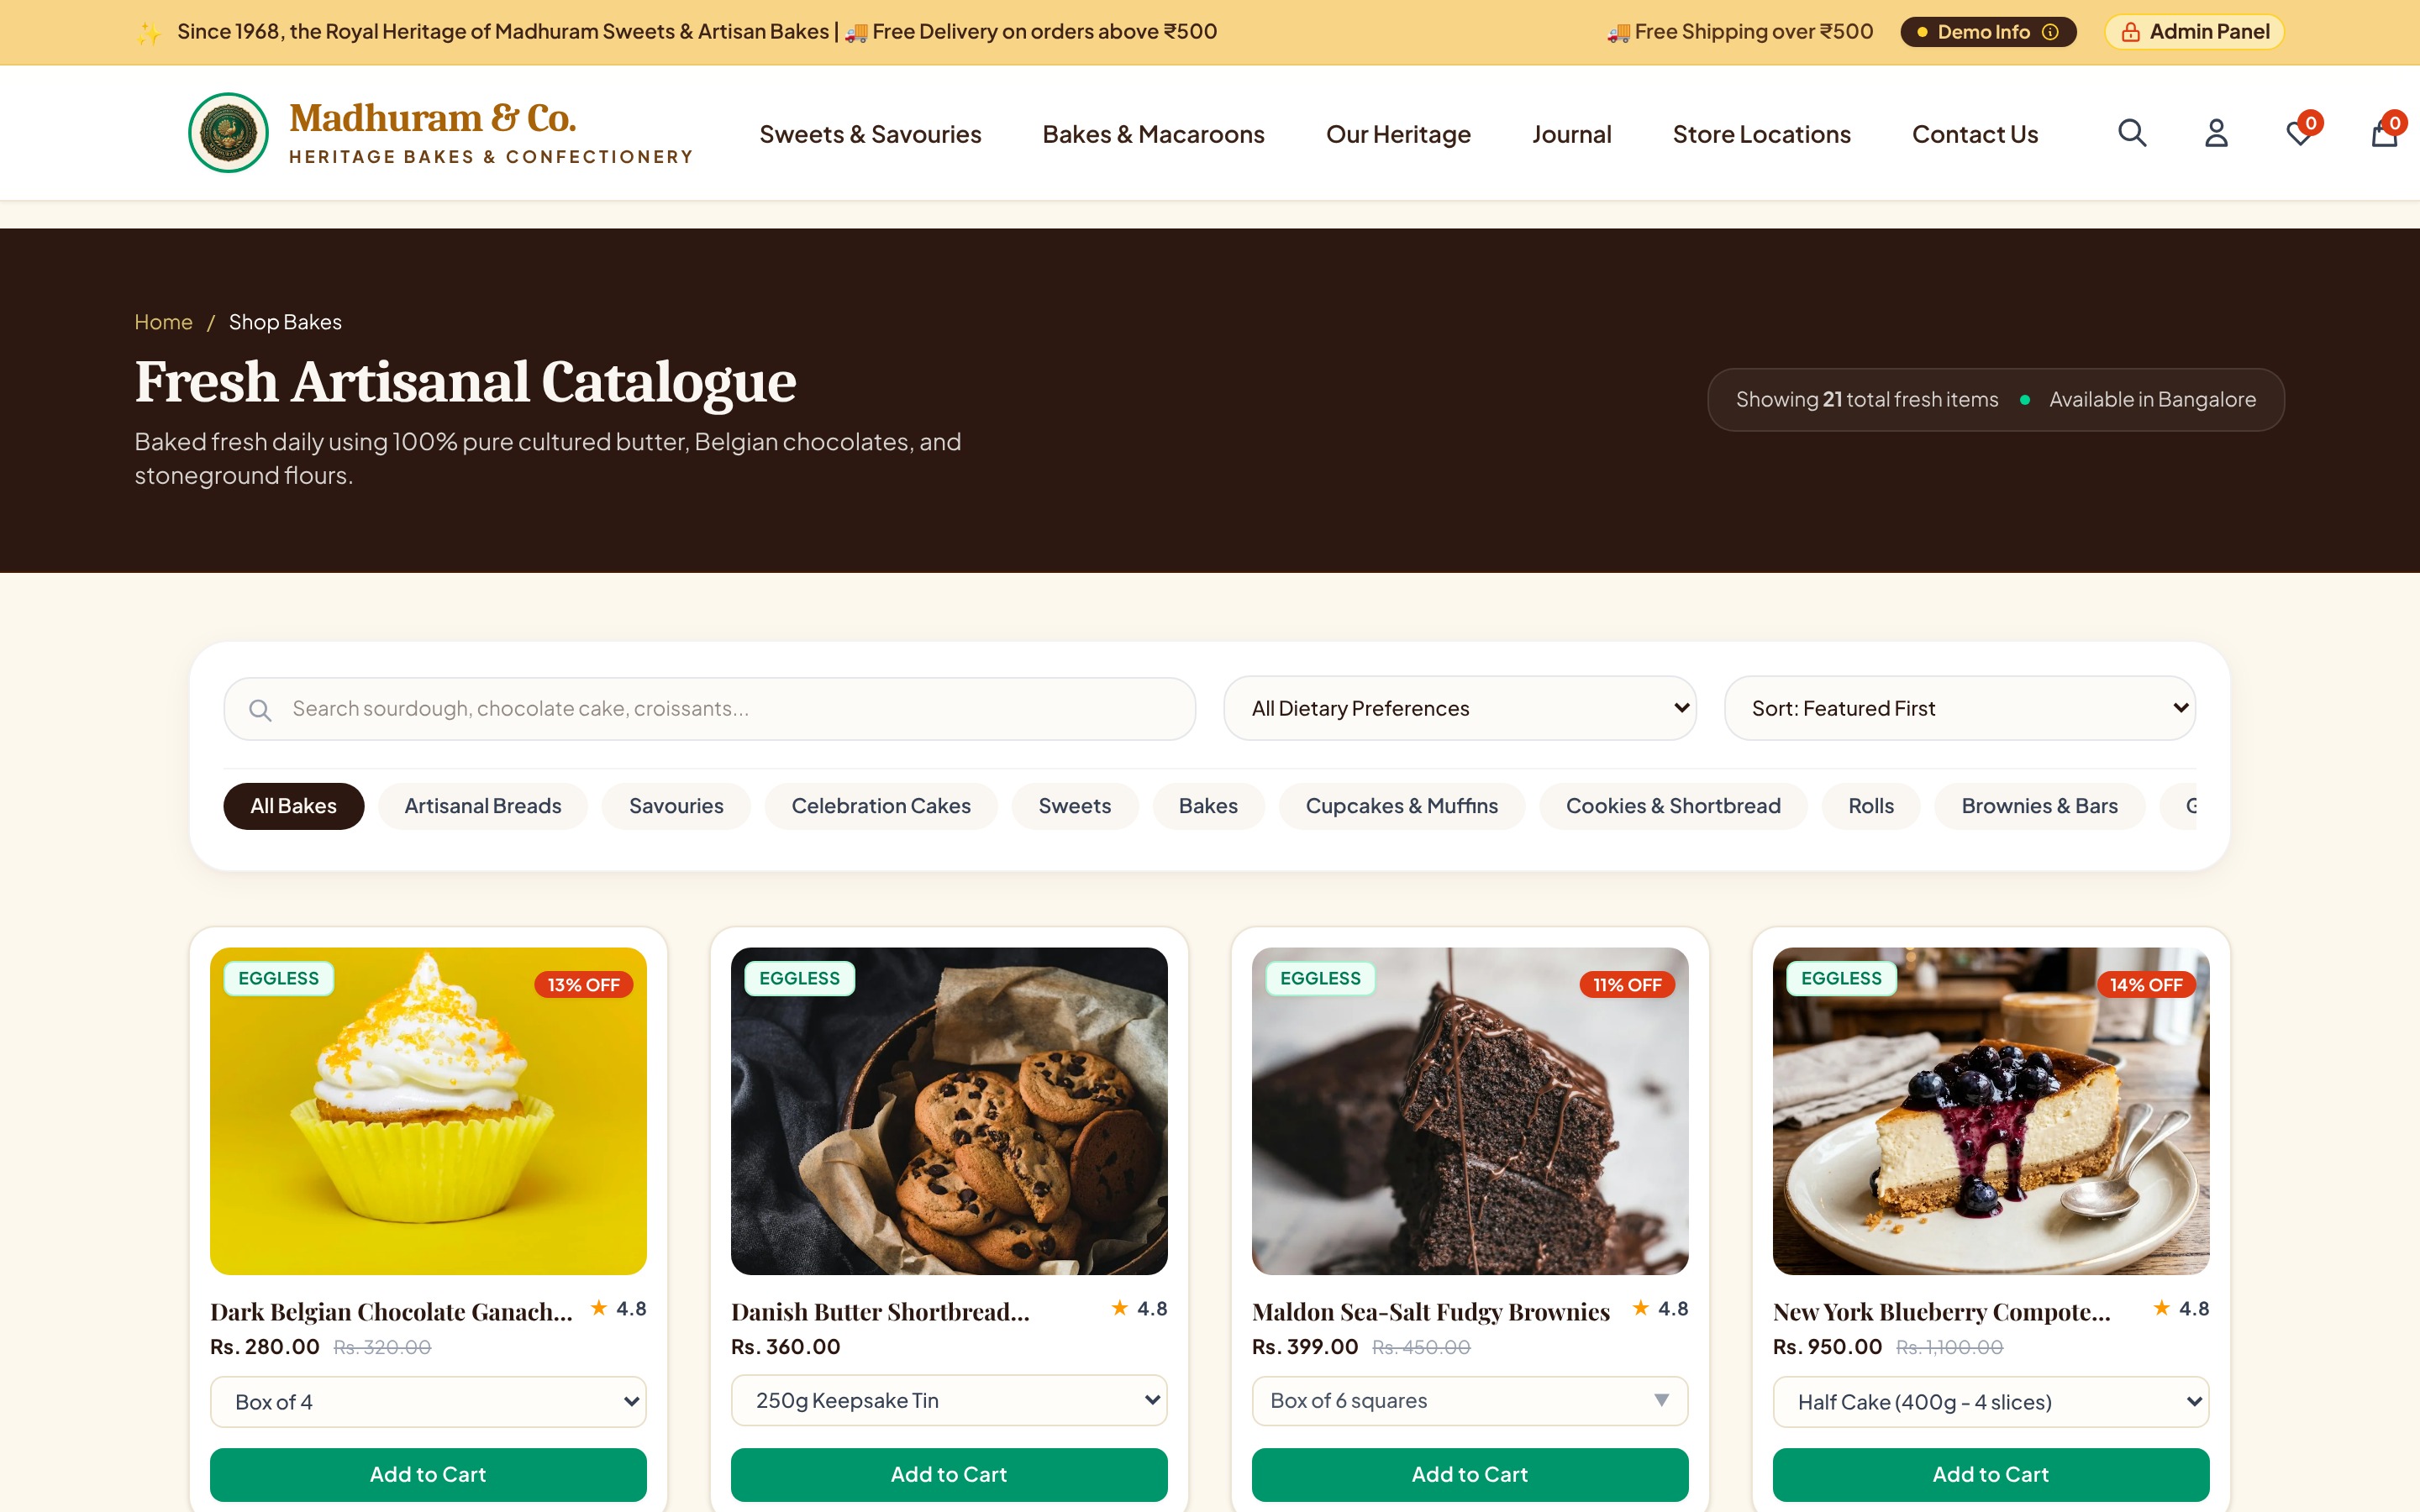 ✨ Since 1968, the Royal Heritage of Madhuram Sweets & Artisan Bakes | 🚚 Free Delivery on orders above ₹500
🚚 Free Shipping over ₹500
Demo Info
Admin Panel
Madhuram & Co.
HERITAGE BAKES & CONFECTIONERY
Sweets & Savouries
Bakes & Macaroons
Our Heritage
Journal
Store Locations
Contact Us
0
0
Home / Shop Bakes
Fresh Artisanal Catalogue
Baked fresh daily using 100% pure cultured butter, Belgian chocolates, and
stoneground flours.
Showing 21 total fresh items
Available in Bangalore
Search sourdough, chocolate cake, croissants...
All Dietary Preferences
Sort: Featured First
All Bakes
Artisanal Breads
Savouries
Celebration Cakes
Sweets
Bakes
Cupcakes & Muffins
Cookies & Shortbread
Rolls
Brownies & Bars
EGGLESS
13% OFF
Dark Belgian Chocolate Ganach...
★ 4.8
Rs. 280.00 Rs. 320.00
Box of 4
Add to Cart
EGGLESS
Danish Butter Shortbread...
★ 4.8
Rs. 360.00
250g Keepsake Tin
Add to Cart
EGGLESS
11% OFF
Maldon Sea-Salt Fudgy Brownies
★ 4.8
Rs. 399.00 Rs. 450.00
Box of 6 squares
Add to Cart
EGGLESS
14% OFF
New York Blueberry Compote...
★ 4.8
Rs. 950.00 Rs. 1,100.00
Half Cake (400g - 4 slices)
Add to Cart